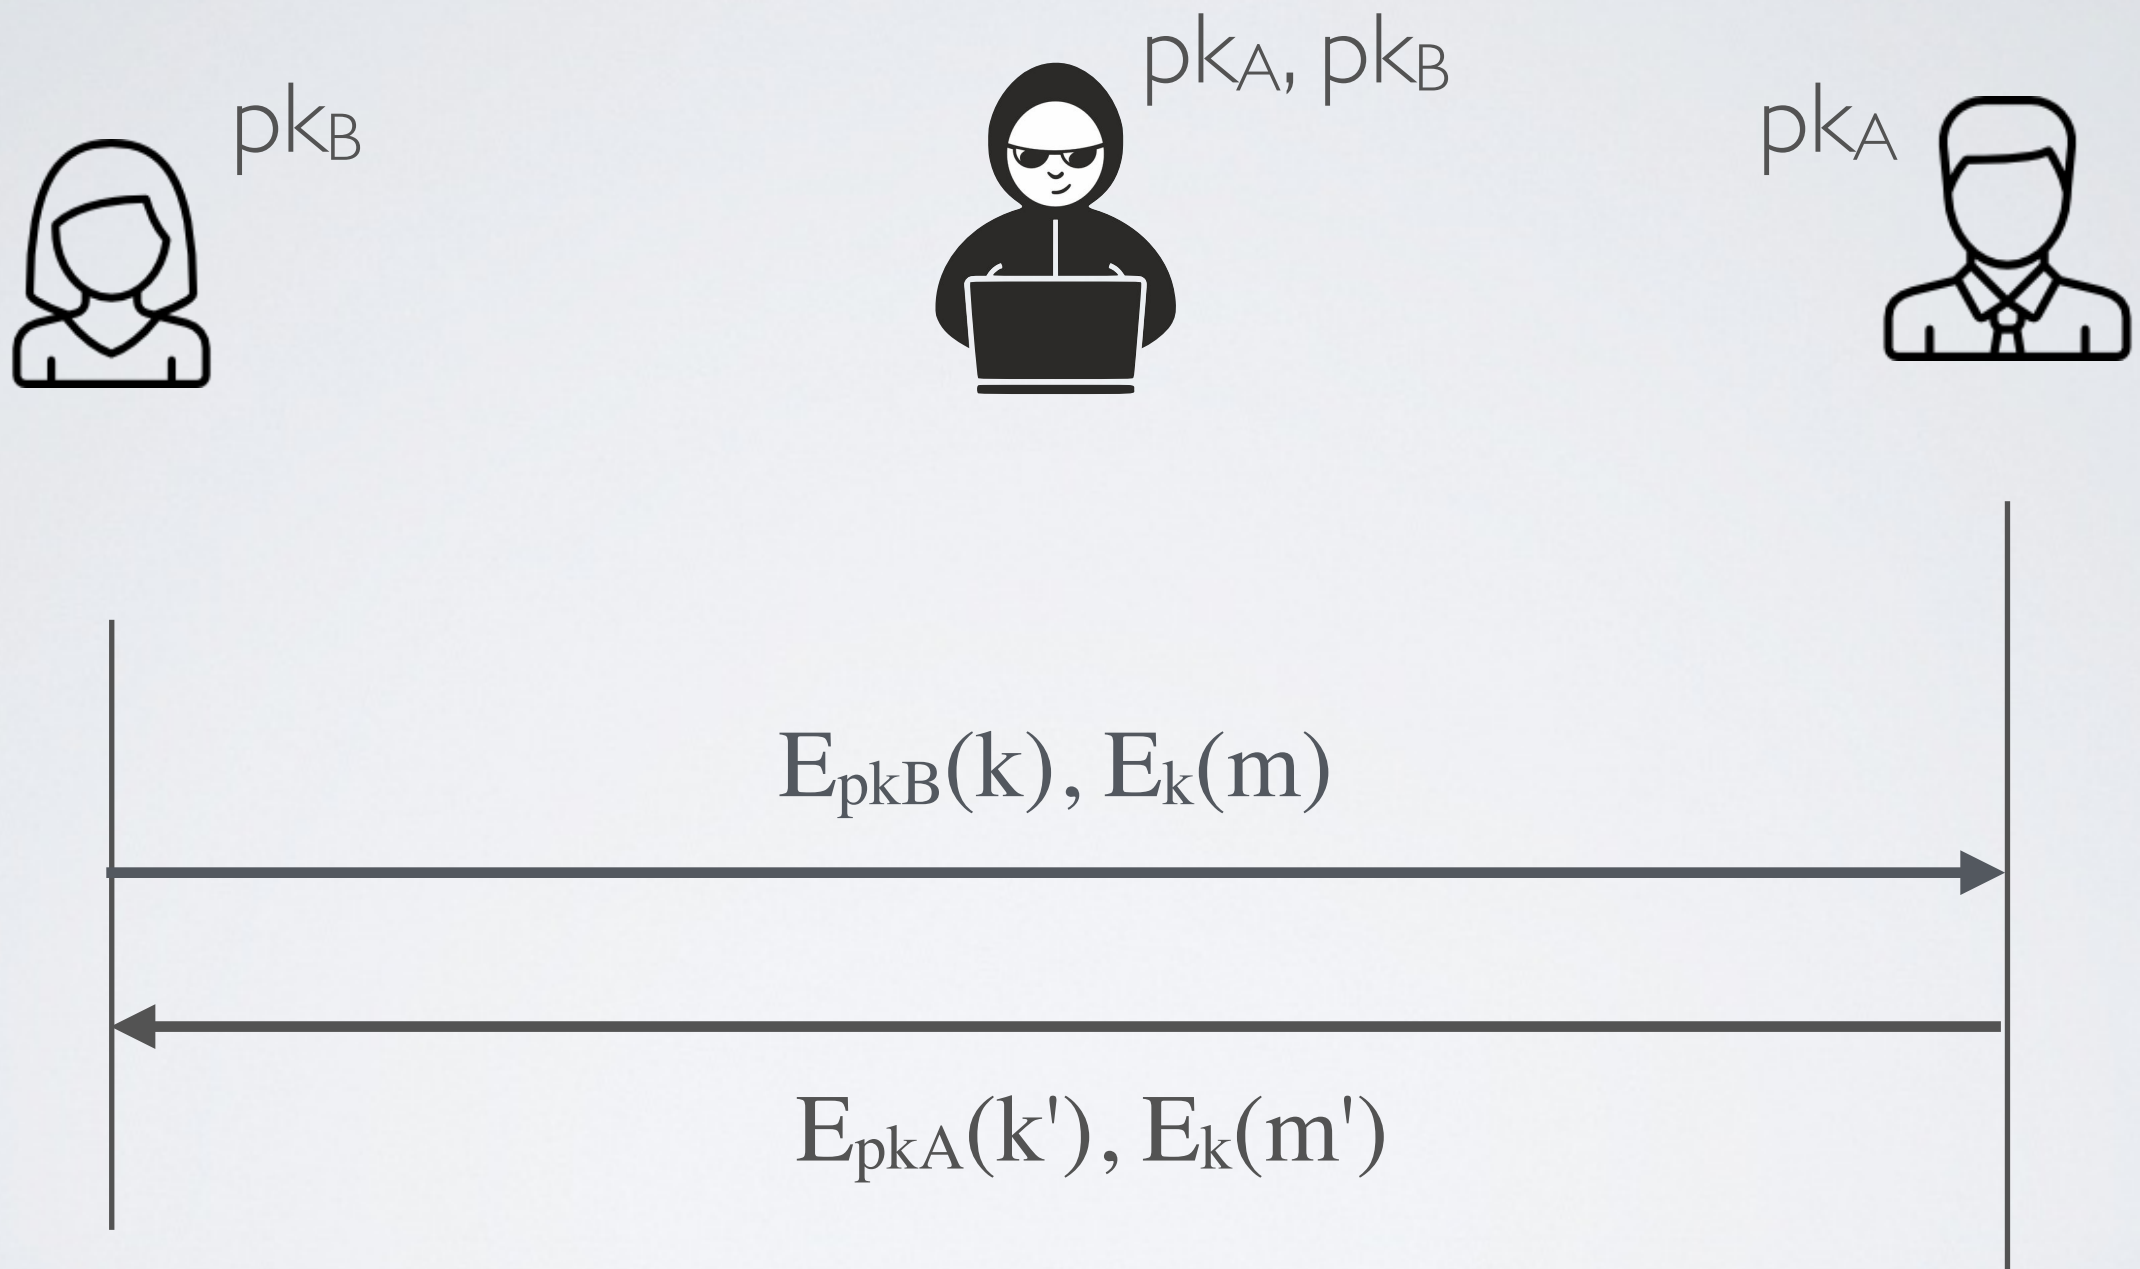 pkA, pkB
pkB
pkA
EpkB(k), Ek(m)
EpkA(k'), Ek(m')